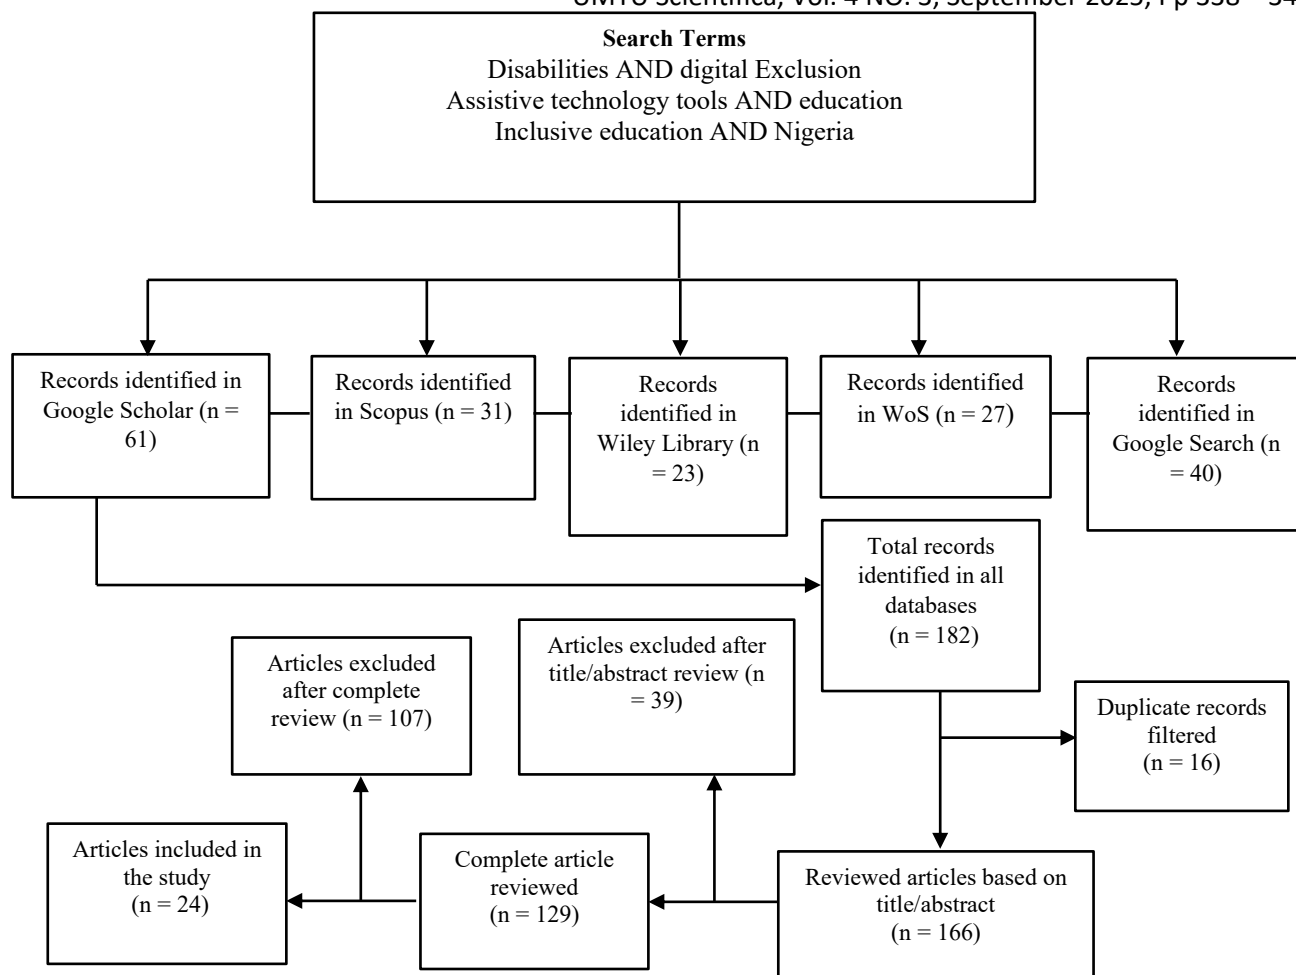 Search Terms
Disabilities AND digital Exclusion
Assistive technology tools AND education
Inclusive education AND Nigeria
Records identified in
Google Scholar (n =
61)
Records identified
in Scopus (n = 31)
Records
identified in
Wiley Library (n
= 23)
Records identified
in WoS (n = 27)
Records
identified in
Google Search (n
= 40)
Total records
identified in all
databases
(n = 182)
Articles excluded
after complete
review (n = 107)
Articles excluded after
title/abstract review (n
= 39)
Duplicate records
filtered
(n = 16)
Articles included in
the study
(n = 24)
Complete article
reviewed
(n = 129)
Reviewed articles based on
title/abstract
(n = 166)